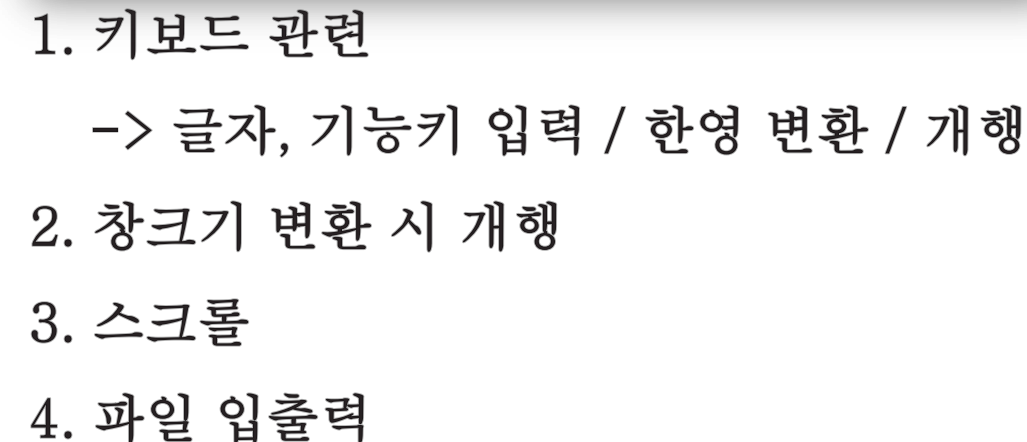 1. 키보드 관련
-> 글자, 기능키 입력 / 한영 변환 / 개행
2. 창크기 변환 시 개행
3. 스크롤
4. 파일 입출력